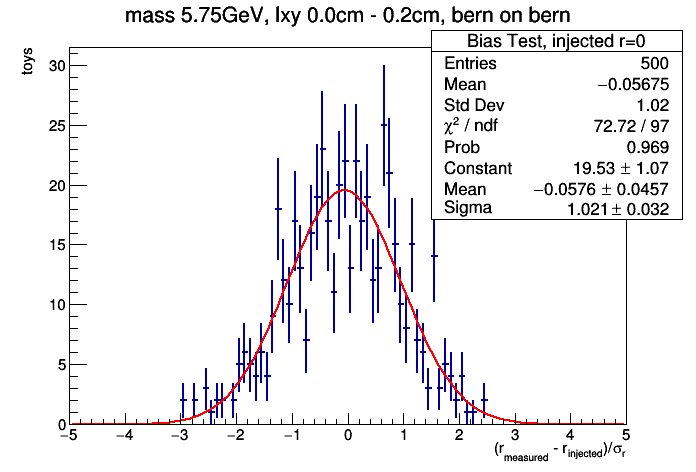 mass 5.75GeV, lxy 0.0cm - 0.2cm, bern on bern
Bias Test, injected r=0
Entries 500
Mean −0.05675
Std Dev 1.02
χ² / ndf 72.72 / 97
Prob 0.969
Constant 19.53 ± 1.07
Mean −0.0576 ± 0.0457
Sigma 1.021 ± 0.032
toys
30
25
20
15
10
5
0
−5 −4 −3 −2 −1 0 1 2 3 4 5
(r_measured - r_injected)/σ_r